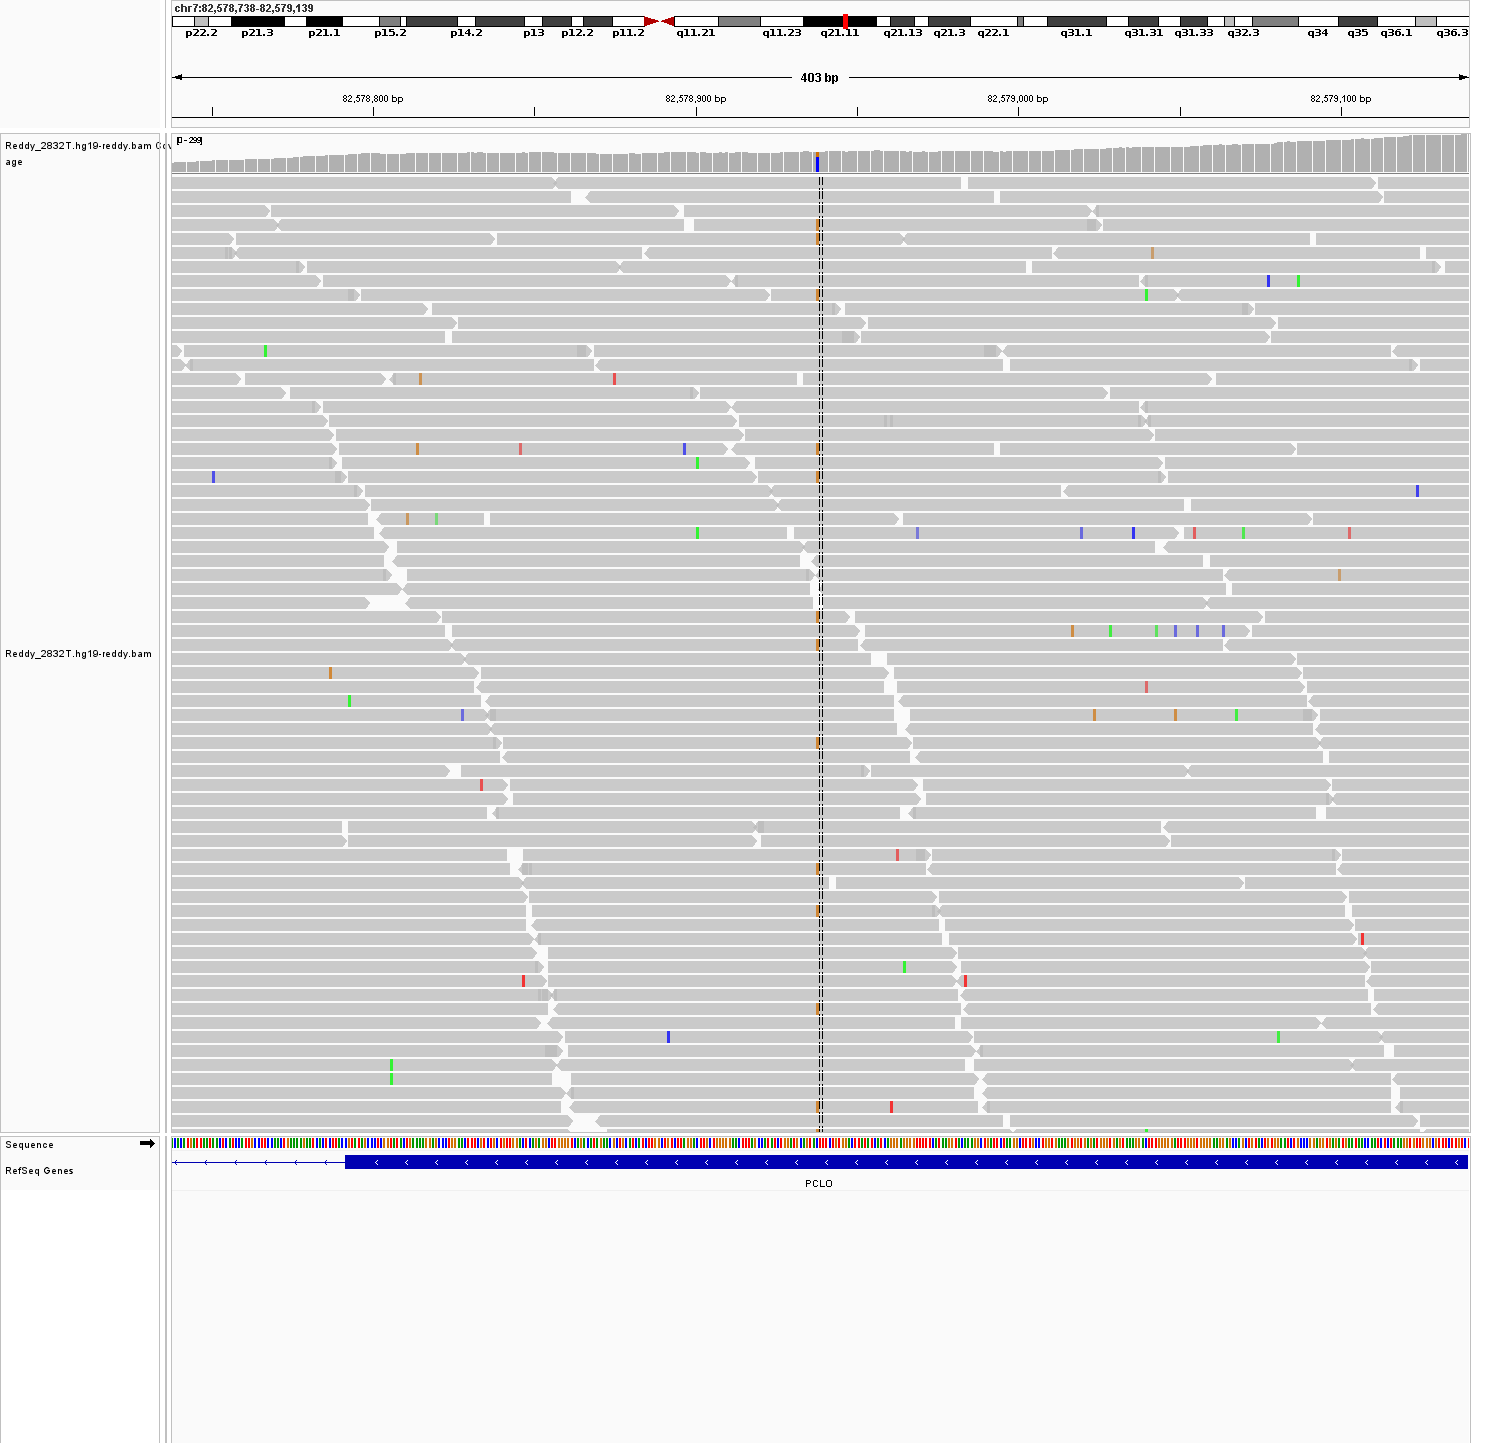 chr7:82,578,738-82,579,139
p22.2 p21.3 p21.1 p15.2 p14.2 p13 p12.2 p11.2 q11.21 q11.23 q21.11 q21.13 q21.3 q22.1 q31.1 q31.31 q31.33 q32.3 q34 q35 q36.1 q36.3
403 bp
82,578,800 bp 82,578,900 bp 82,579,000 bp 82,579,100 bp
Reddy_2832T.hg19-reddy.bam Cov
age
[0 - 299]
Reddy_2832T.hg19-reddy.bam
Sequence
RefSeq Genes
PCLO